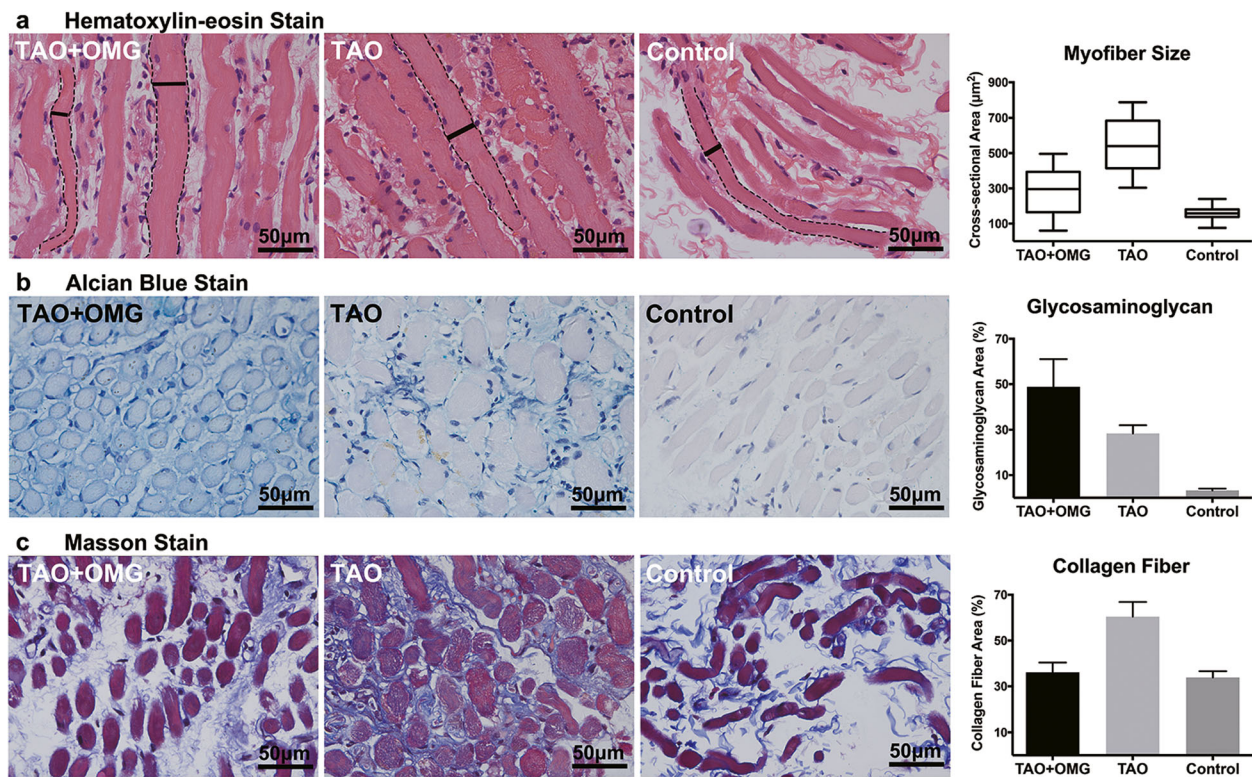 a Hematoxylin-eosin Stain
TAO+OMG
50μm
TAO
50μm
Control
50μm
Myofiber Size
Cross-sectional Area (μm²)
900
700
500
300
100
TAO+OMG TAO Control
b Alcian Blue Stain
TAO+OMG
50μm
TAO
50μm
Control
50μm
Glycosaminoglycan
Glycosaminoglycan Area (%)
70
50
30
10
TAO+OMG TAO Control
c Masson Stain
TAO+OMG
50μm
TAO
50μm
Control
50μm
Collagen Fiber
Collagen Fiber Area (%)
70
50
30
10
TAO+OMG TAO Control